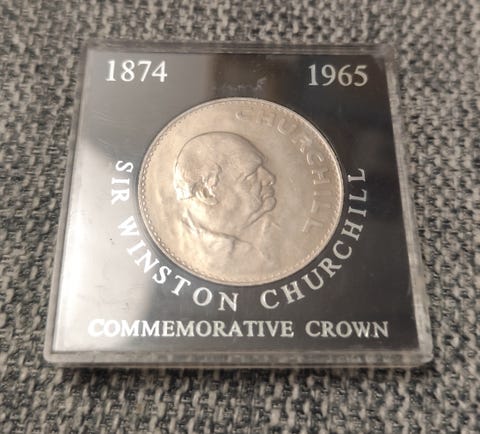 1874 1965
CHURCHILL
SIR WINSTON CHURCHILL
COMMEMORATIVE CROWN